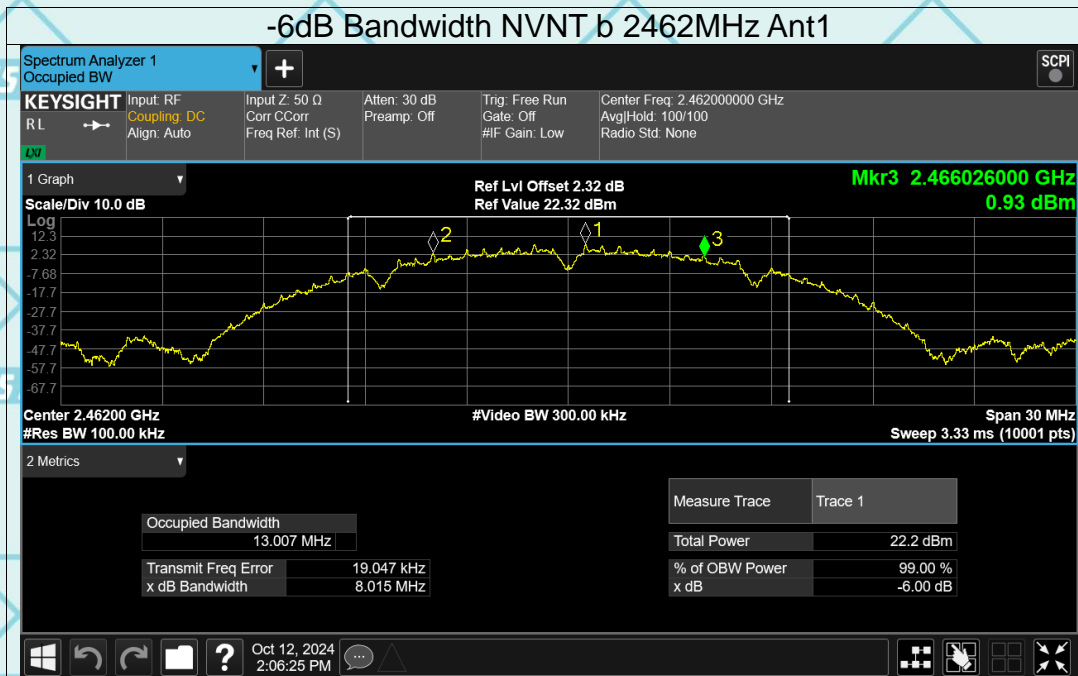 -6dB Bandwidth NVNT b 2462MHz Ant1
Spectrum Analyzer 1
Occupied BW
+
SCPI
KEYSIGHT
R L
LXI
Input: RF
Coupling: DC
Align: Auto
Input Z: 50 Ω
Corr CCorr
Freq Ref: Int (S)
Atten: 30 dB
Preamp: Off
Trig: Free Run
Gate: Off
#IF Gain: Low
Center Freq: 2.462000000 GHz
Avg|Hold: 100/100
Radio Std: None
1 Graph
Scale/Div 10.0 dB
Ref Lvl Offset 2.32 dB
Ref Value 22.32 dBm
Mkr3 2.466026000 GHz
0.93 dBm
Log
12.3
2.32
-7.68
-17.7
-27.7
-37.7
-47.7
-57.7
-67.7
2
1
3
Center 2.46200 GHz
#Video BW 300.00 kHz
Span 30 MHz
#Res BW 100.00 kHz
Sweep 3.33 ms (10001 pts)
2 Metrics
Occupied Bandwidth
13.007 MHz
Transmit Freq Error 19.047 kHz
x dB Bandwidth 8.015 MHz
Measure Trace Trace 1
Total Power 22.2 dBm
% of OBW Power 99.00 %
x dB -6.00 dB
?
Oct 12, 2024
2:06:25 PM